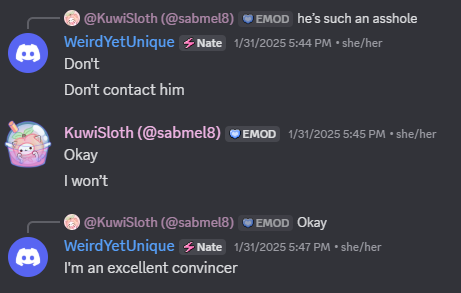 @KuwiSloth (@sabmel8) EMOD he's such an asshole
WeirdYetUnique Nate 1/31/2025 5:44 PM • she/her
Don't
Don't contact him
KuwiSloth (@sabmel8) EMOD 1/31/2025 5:45 PM • she/her
Okay
I won't
@KuwiSloth (@sabmel8) EMOD Okay
WeirdYetUnique Nate 1/31/2025 5:47 PM • she/her
I'm an excellent convincer